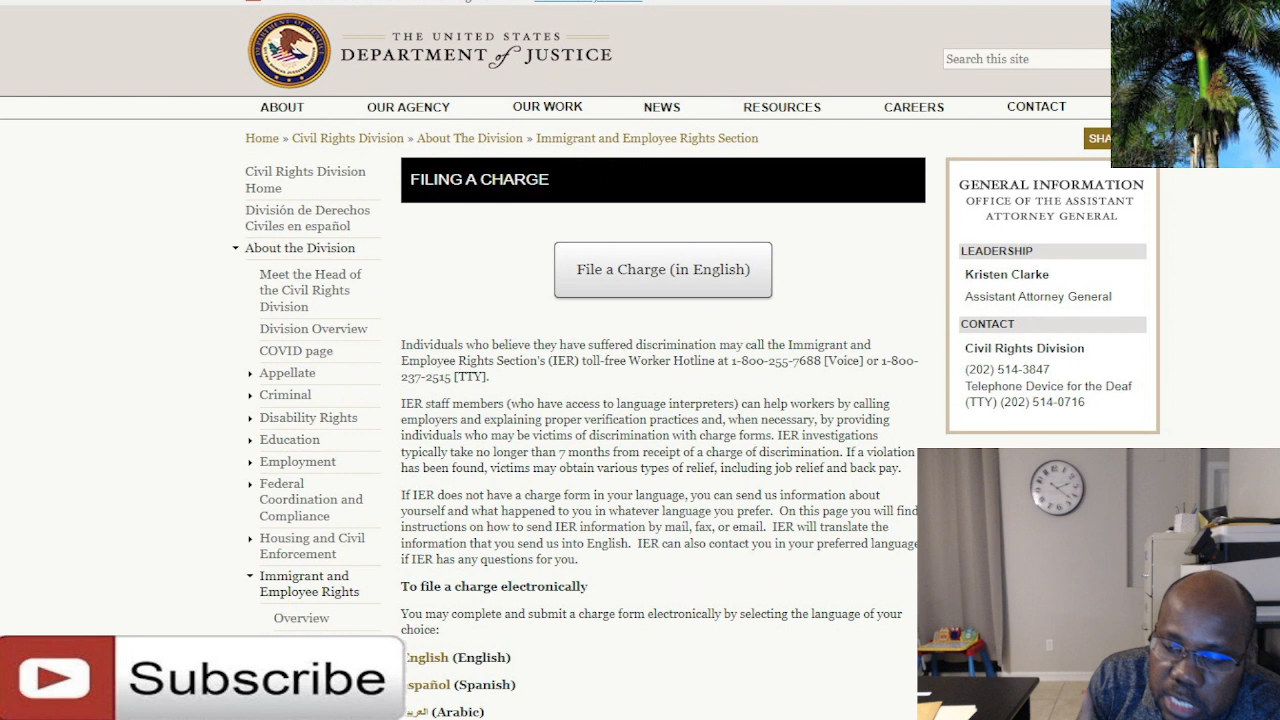 THE UNITED STATES
DEPARTMENT of JUSTICE
Search this site
ABOUT
OUR AGENCY
OUR WORK
NEWS
RESOURCES
CAREERS
CONTACT
Home » Civil Rights Division » About The Division » Immigrant and Employee Rights Section
SHA
Civil Rights Division
Home
División de Derechos
Civiles en español
About the Division
Meet the Head of
the Civil Rights
Division
Division Overview
COVID page
Appellate
Criminal
Disability Rights
Education
Employment
Federal
Coordination and
Compliance
Housing and Civil
Enforcement
Immigrant and
Employee Rights
Overview
FILING A CHARGE
File a Charge (in English)
Individuals who believe they have suffered discrimination may call the Immigrant and
Employee Rights Section's (IER) toll-free Worker Hotline at 1-800-255-7688 [Voice] or 1-800-
237-2515 [TTY].
IER staff members (who have access to language interpreters) can help workers by calling
employers and explaining proper verification practices and, when necessary, by providing
individuals who may be victims of discrimination with charge forms. IER investigations
typically take no longer than 7 months from receipt of a charge of discrimination. If a violation
has been found, victims may obtain various types of relief, including job relief and back pay.
If IER does not have a charge form in your language, you can send us information about
yourself and what happened to you in whatever language you prefer. On this page you will find
instructions on how to send IER information by mail, fax, or email. IER will translate the
information that you send us into English. IER can also contact you in your preferred language
if IER has any questions for you.
To file a charge electronically
You may complete and submit a charge form electronically by selecting the language of your
choice:
English (English)
español (Spanish)
العربية (Arabic)
GENERAL INFORMATION
OFFICE OF THE ASSISTANT
ATTORNEY GENERAL
LEADERSHIP
Kristen Clarke
Assistant Attorney General
CONTACT
Civil Rights Division
(202) 514-3847
Telephone Device for the Deaf
(TTY) (202) 514-0716
Subscribe